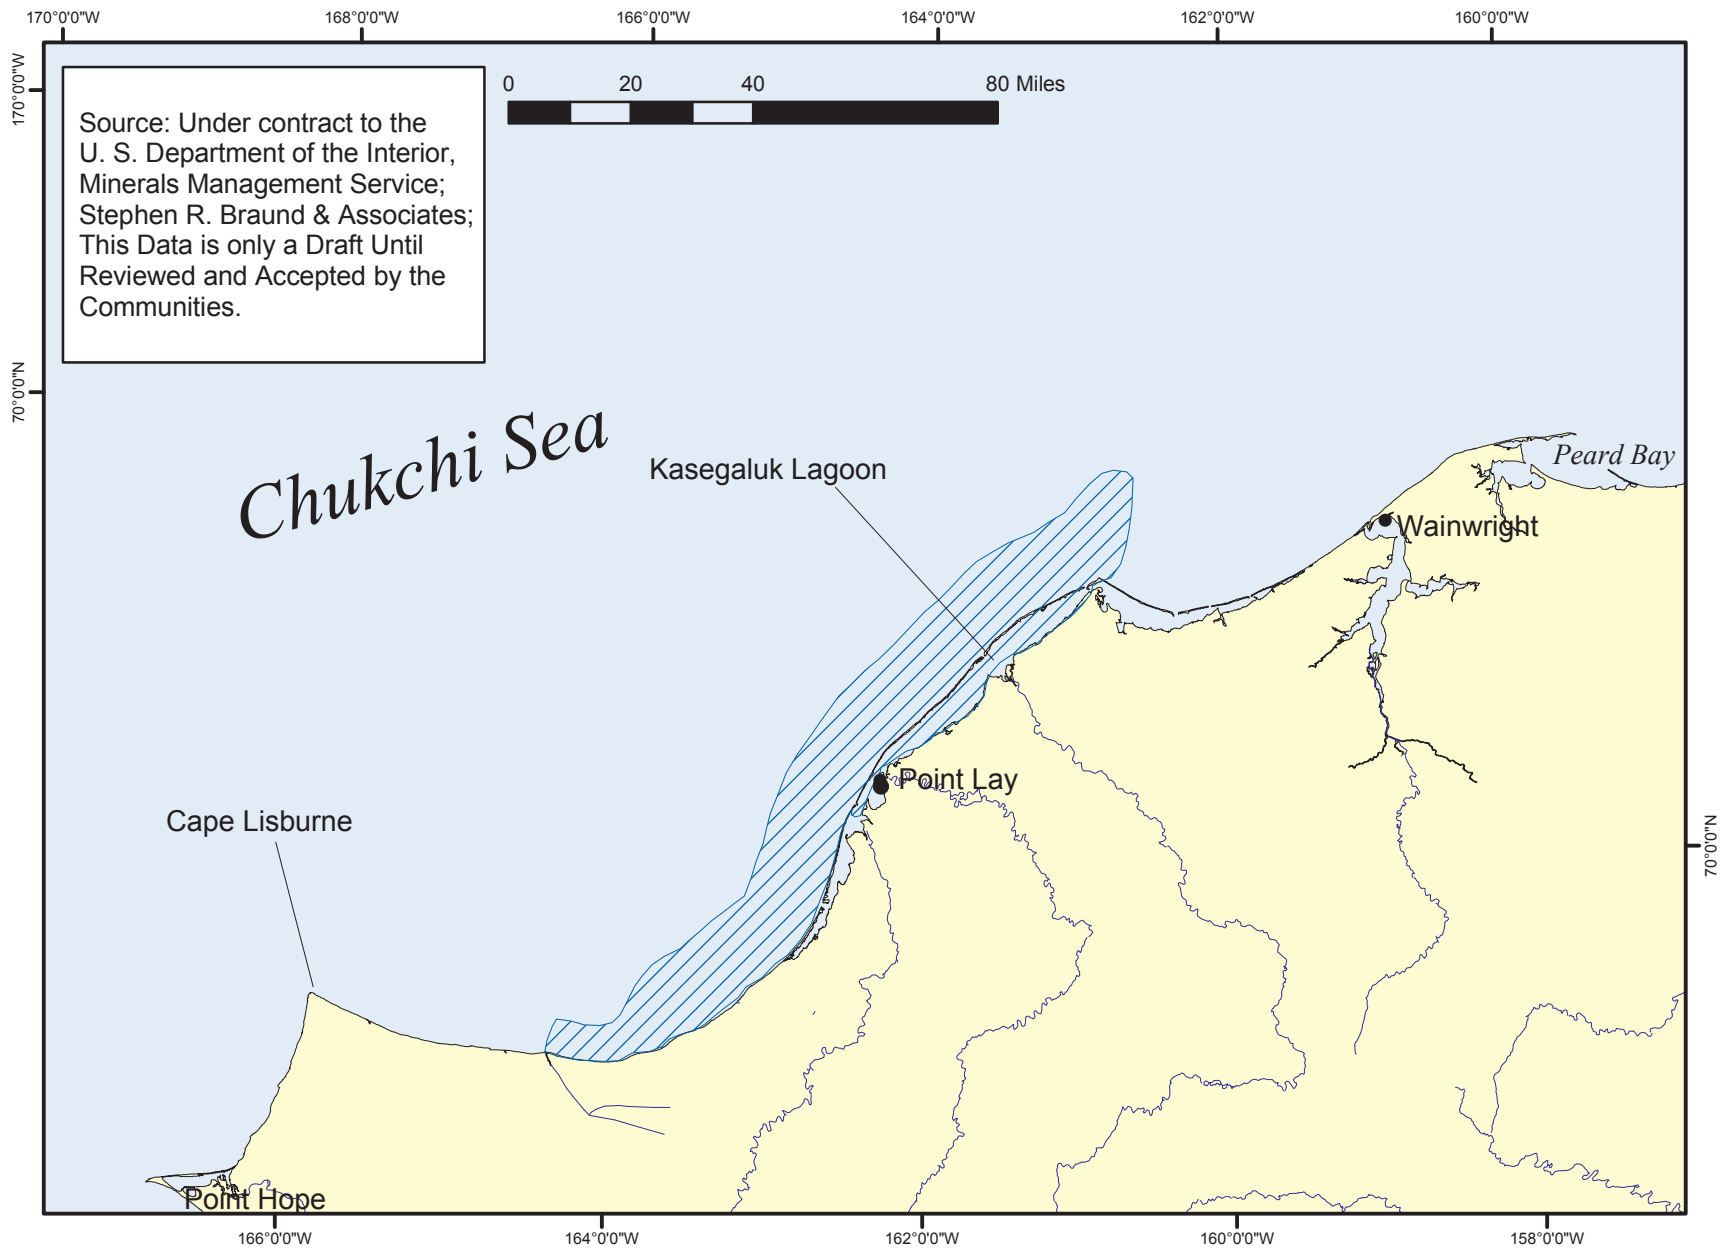 170°0'0"W 168°0'0"W 166°0'0"W 164°0'0"W 162°0'0"W 160°0'0"W
170°0'0"W
0 20 40 80 Miles
Source: Under contract to the
U. S. Department of the Interior,
Minerals Management Service;
Stephen R. Braund & Associates;
This Data is only a Draft Until
Reviewed and Accepted by the
Communities.
70°0'0"N
Chukchi Sea
Kasegaluk Lagoon
Peard Bay
Wainwright
Point Lay
Cape Lisburne
70°0'0"N
Point Hope
166°0'0"W 164°0'0"W 162°0'0"W 160°0'0"W 158°0'0"W